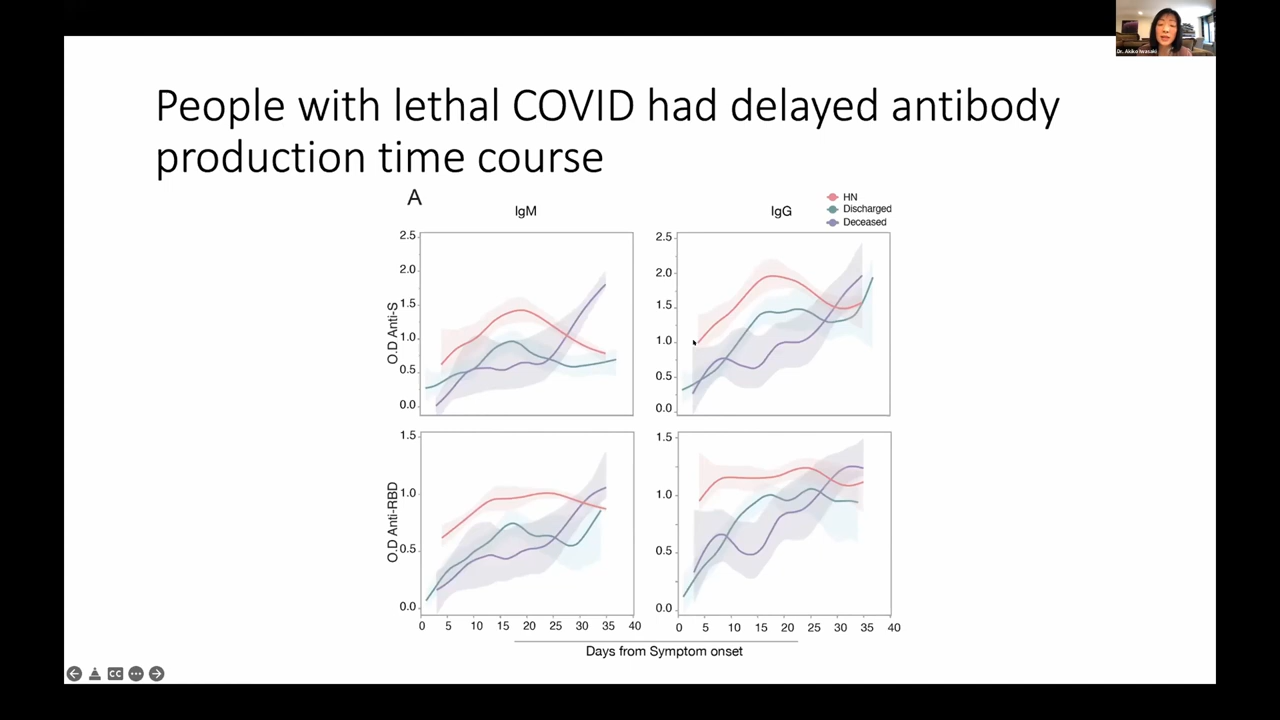 Dr. Akiko Iwasaki
People with lethal COVID had delayed antibody
production time course
A
IgM
IgG
HN
Discharged
Deceased
O.D Anti-S
2.5
2.0
1.5
1.0
0.5
0.0
2.5
2.0
1.5
1.0
0.5
0.0
O.D Anti-RBD
1.5
1.0
0.5
0.0
1.5
1.0
0.5
0.0
0 5 10 15 20 25 30 35 40
0 5 10 15 20 25 30 35 40
Days from Symptom onset
CC